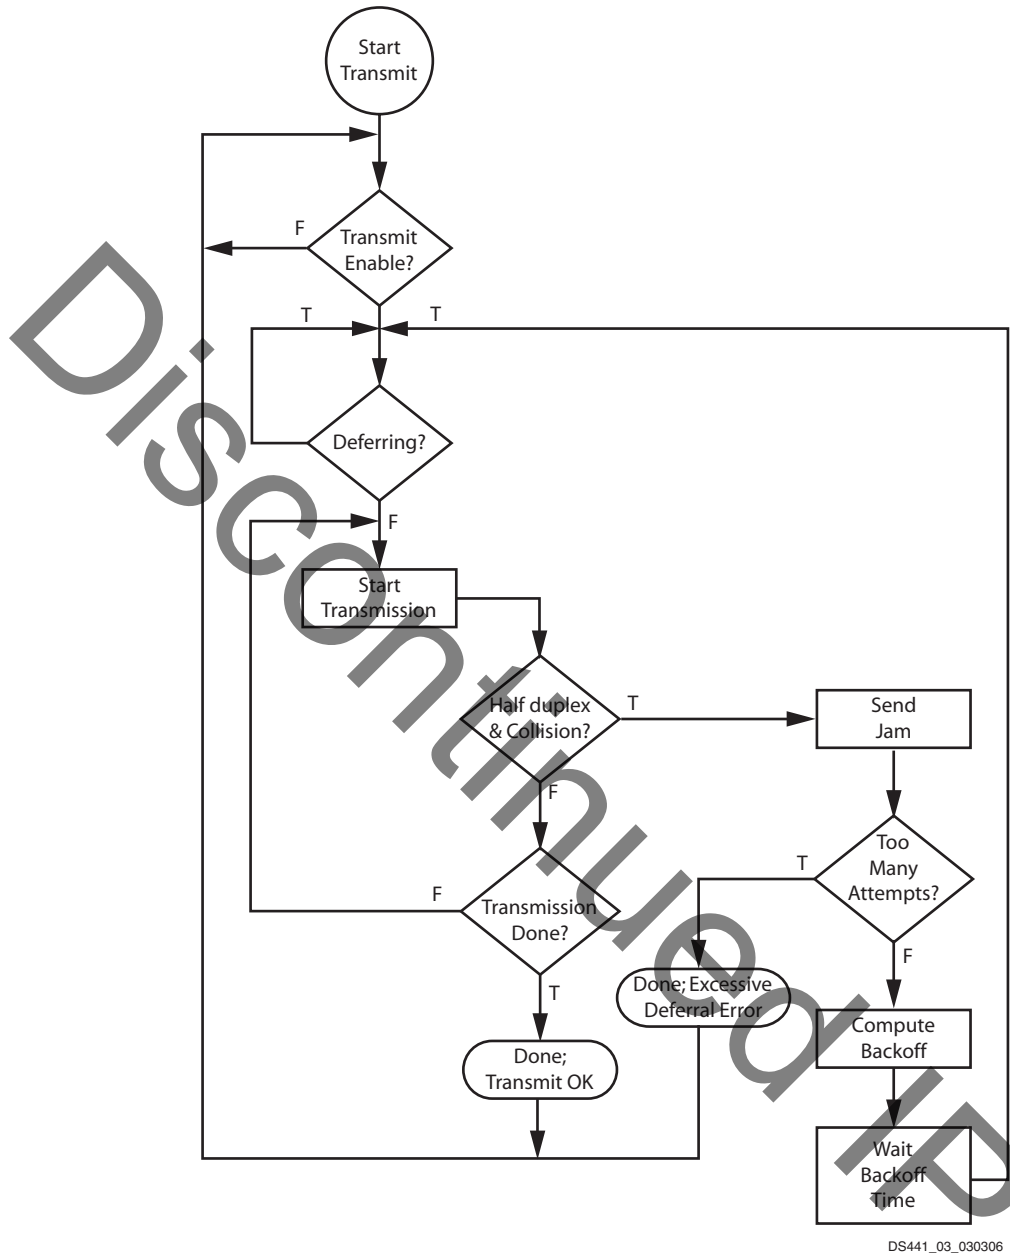 Start
Transmit
F
Transmit
Enable?
T
T
Deferring?
F
Start
Transmission
Half duplex
& Collision?
T
Send
Jam
F
Too
Many
Attempts?
T
F
Transmission
Done?
F
T
Done; Excessive
Deferral Error
Compute
Backoff
Done;
Transmit OK
Wait
Backoff
Time
Discontinued IP
DS441_03_030306